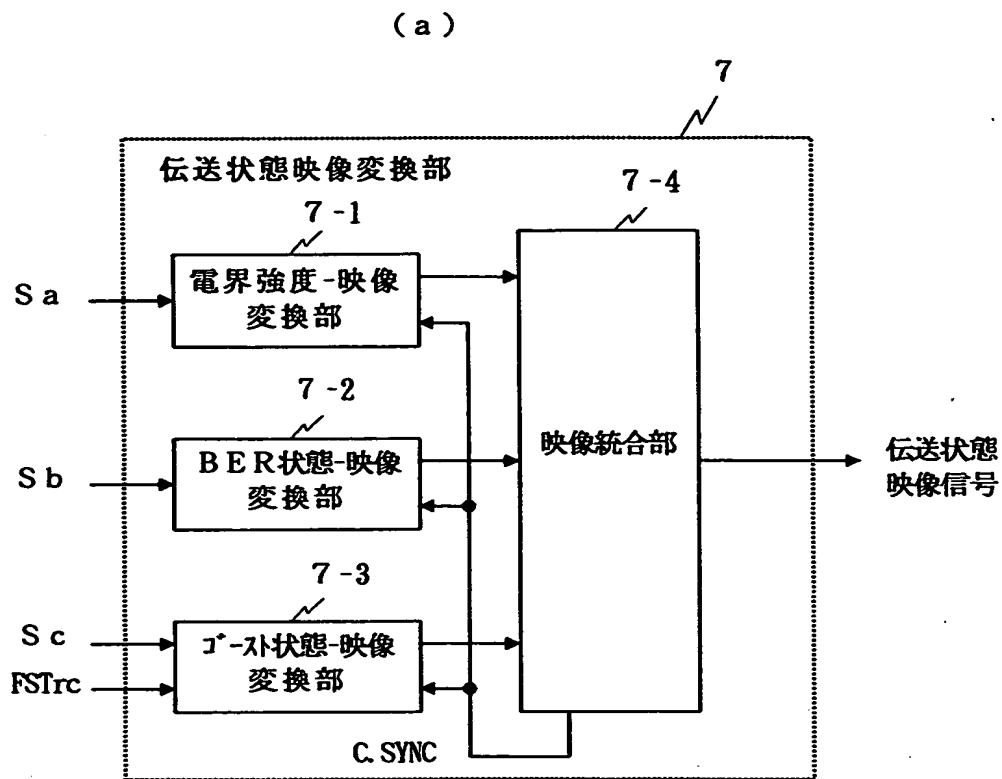 (a)
7
伝送状態映像変換部
7-1
7-4
電界強度-映像
変換部
Sa
7-2
BER状態-映像
変換部
Sb
映像統合部
伝送状態
映像信号
7-3
ゴースト状態-映像
変換部
Sc
FSTrc
C.SYNC